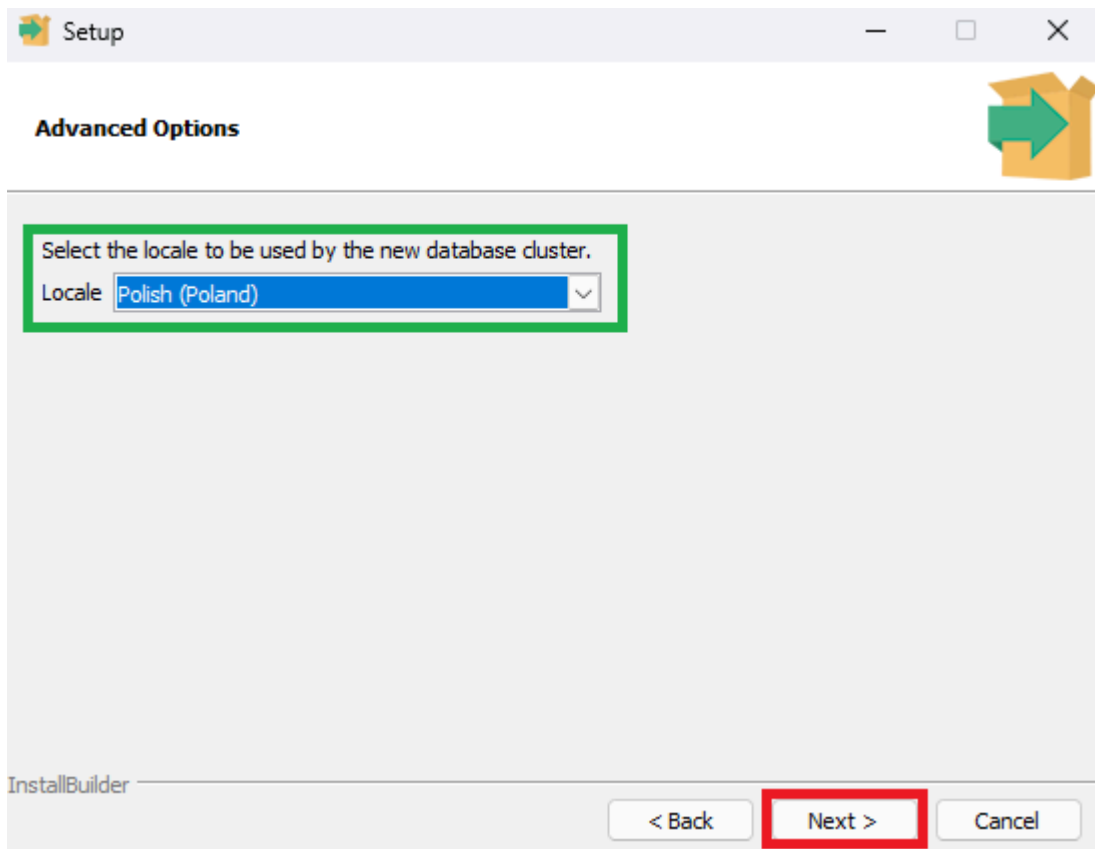 Setup
Advanced Options
Select the locale to be used by the new database cluster.
Locale Polish (Poland)
InstallBuilder
< Back Next > Cancel